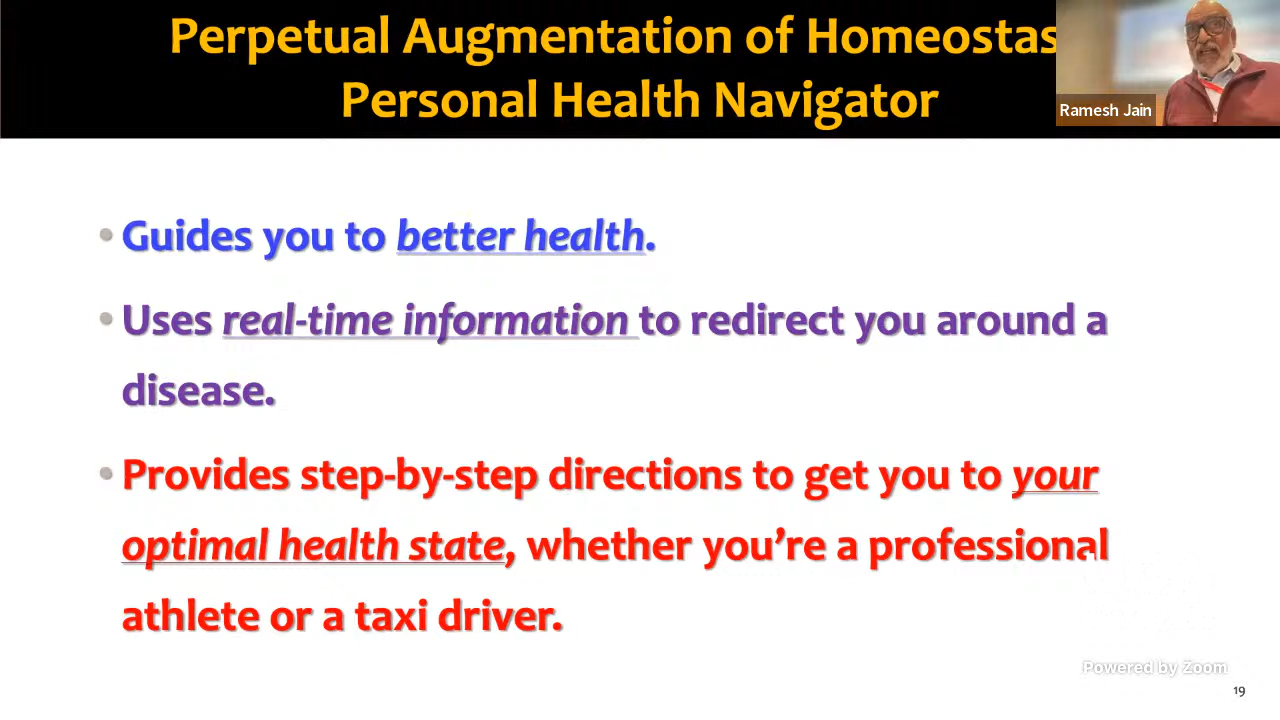 Perpetual Augmentation of Homeostas
Personal Health Navigator
Ramesh Jain
• Guides you to better health.
• Uses real-time information to redirect you around a
disease.
• Provides step-by-step directions to get you to your
optimal health state, whether you’re a professional
athlete or a taxi driver.
Powered by Zoom
19